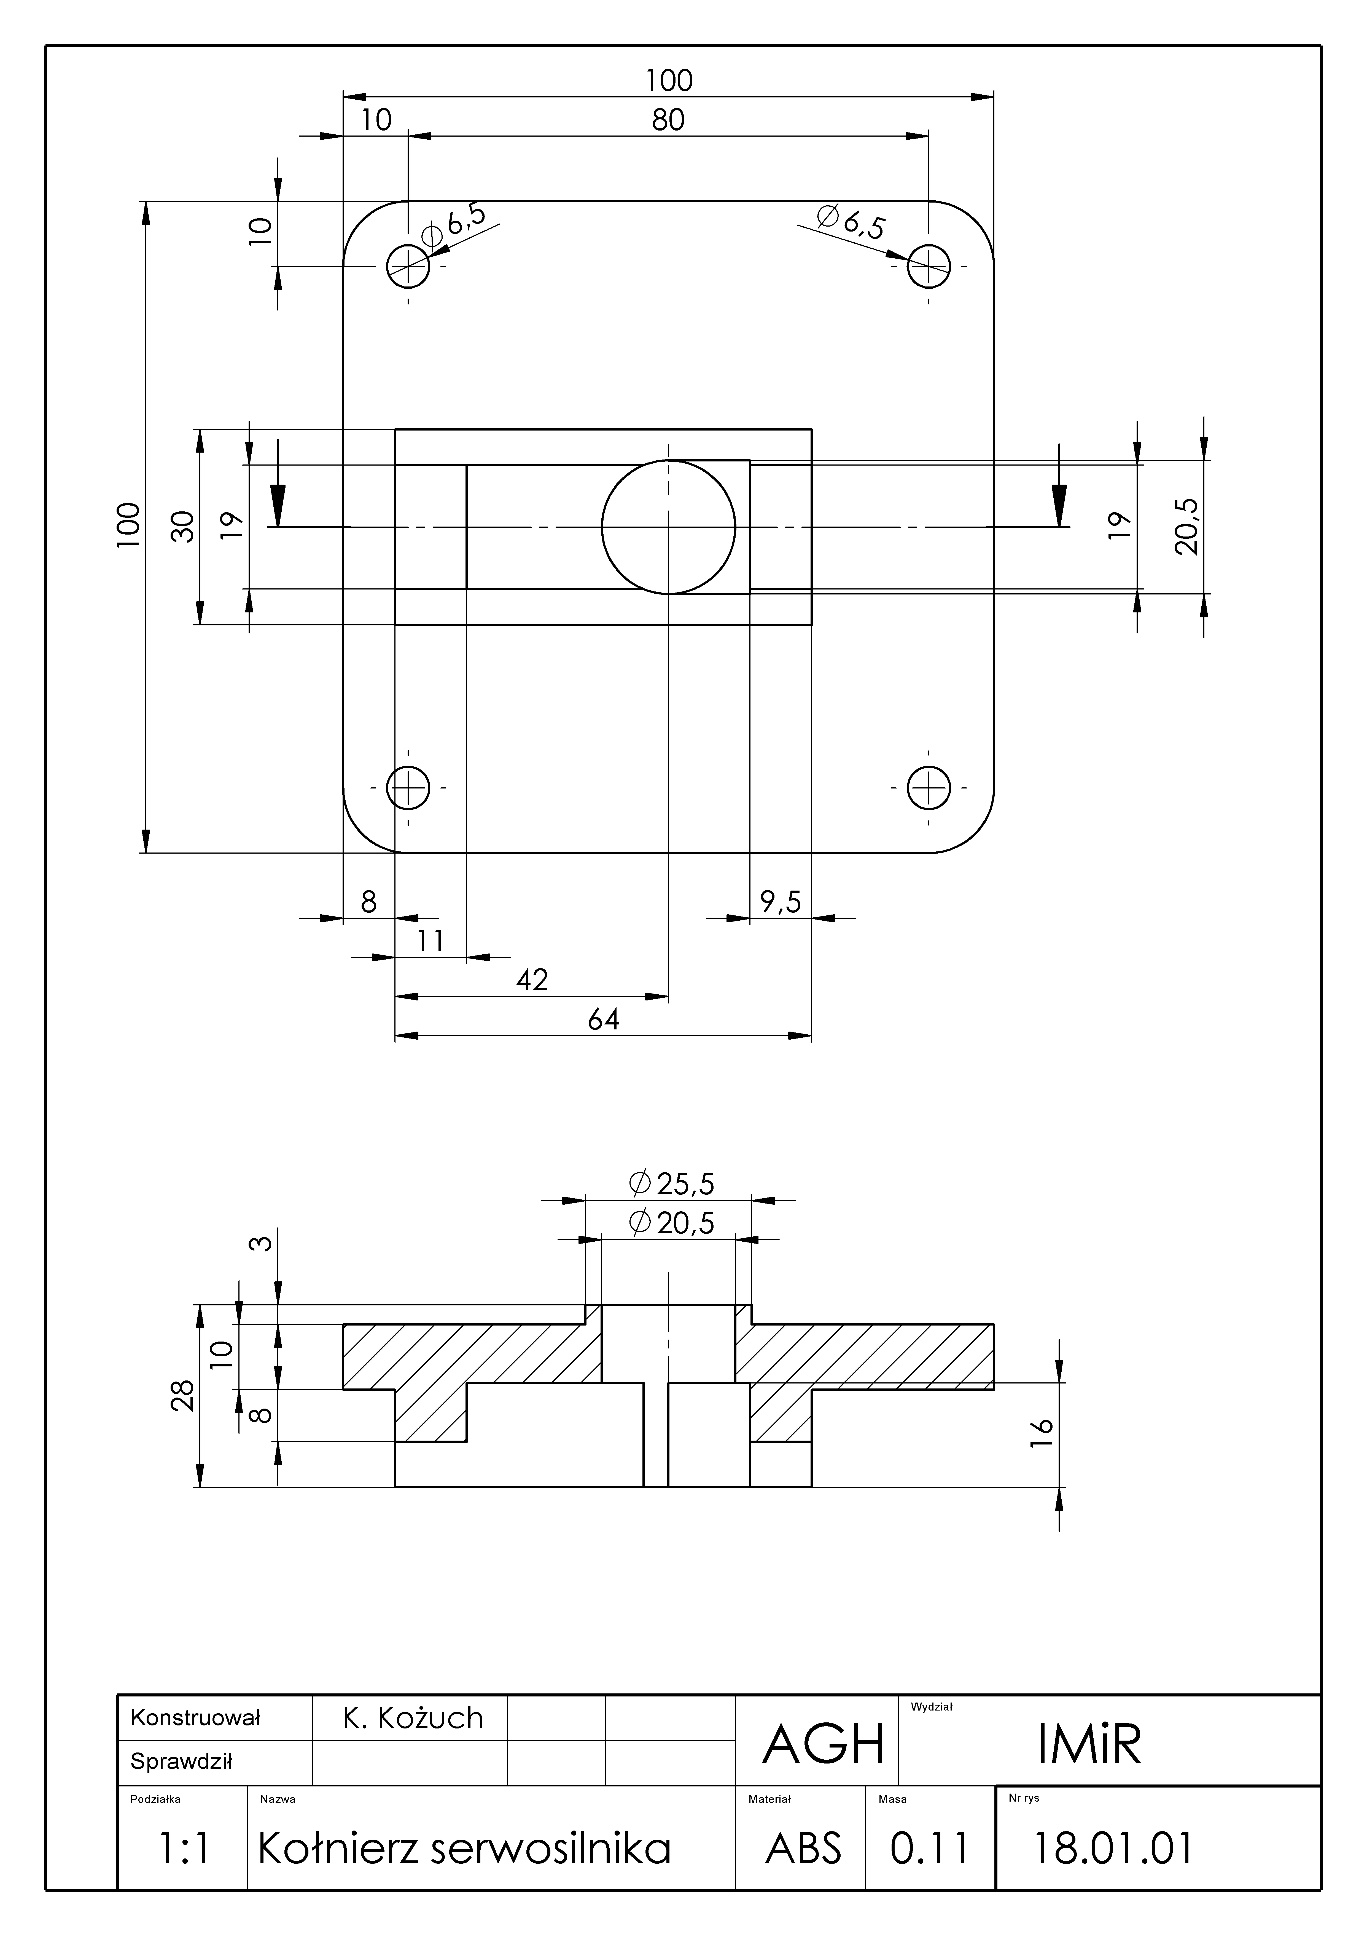 100
10 80
10
⌀6,5
⌀6,5
100
30
19
19
20,5
8
9,5
11
42
64
⌀25,5
⌀20,5
3
10
28
8
16
Konstruował K. Kożuch
Sprawdził
AGH
Wydział
IMiR
Podziałka
1:1
Nazwa
Kołnierz serwosilnika
Materiał
ABS
Masa
0.11
Nr rys
18.01.01